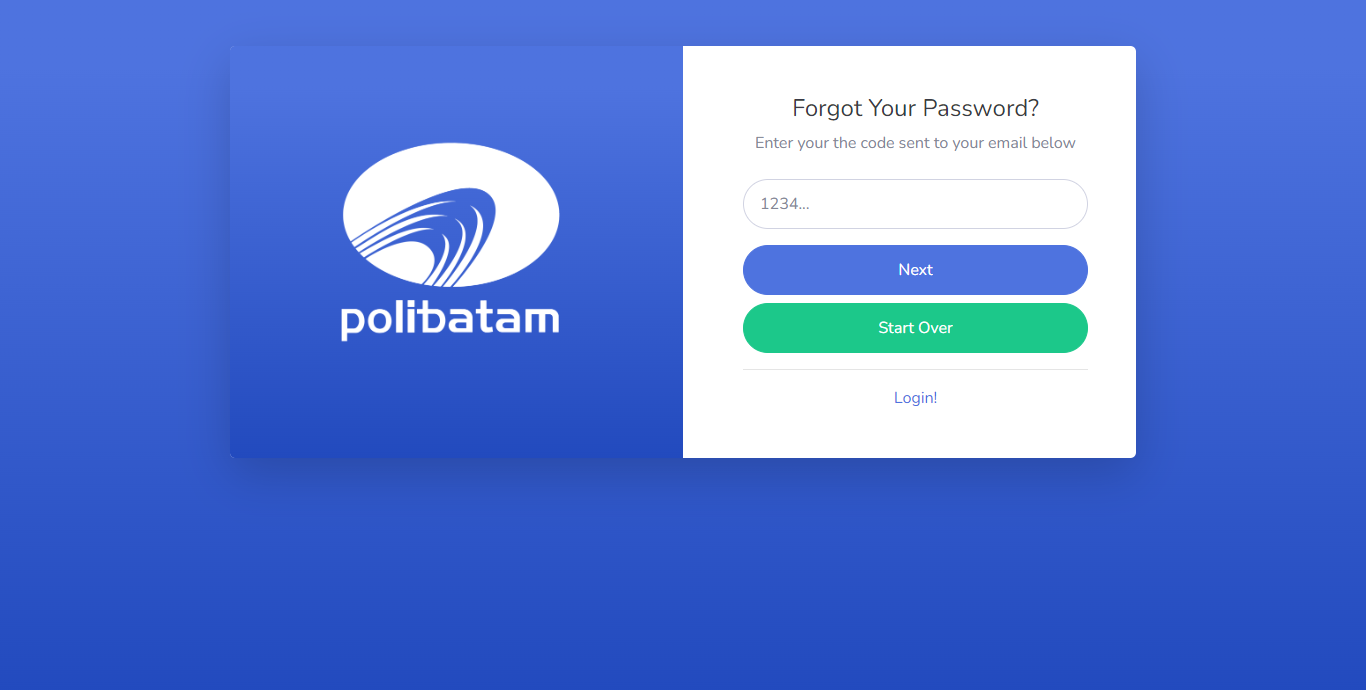 polibatam
Forgot Your Password?
Enter your the code sent to your email below
1234...
Next
Start Over
Login!